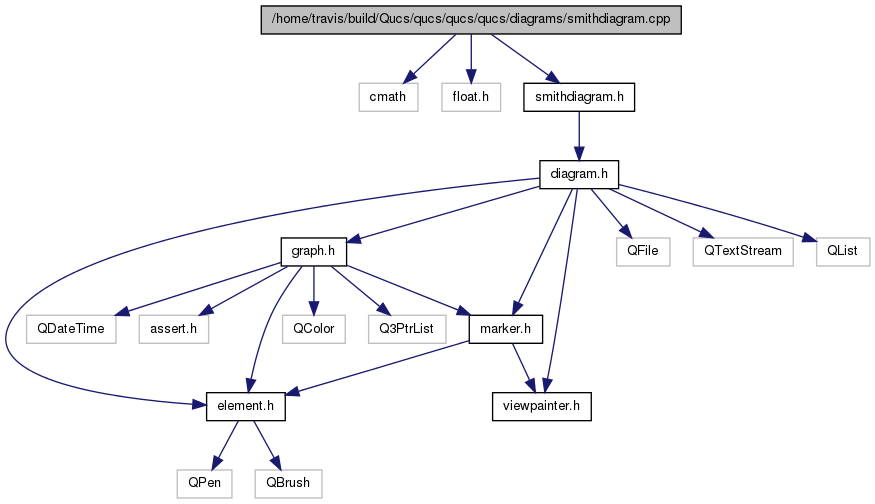 /home/travis/build/Qucs/qucs/qucs/qucs/diagrams/smithdiagram.cpp
cmath
float.h
smithdiagram.h
diagram.h
graph.h
QFile
QTextStream
QList
QDateTime
assert.h
QColor
Q3PtrList
marker.h
element.h
viewpainter.h
QPen
QBrush